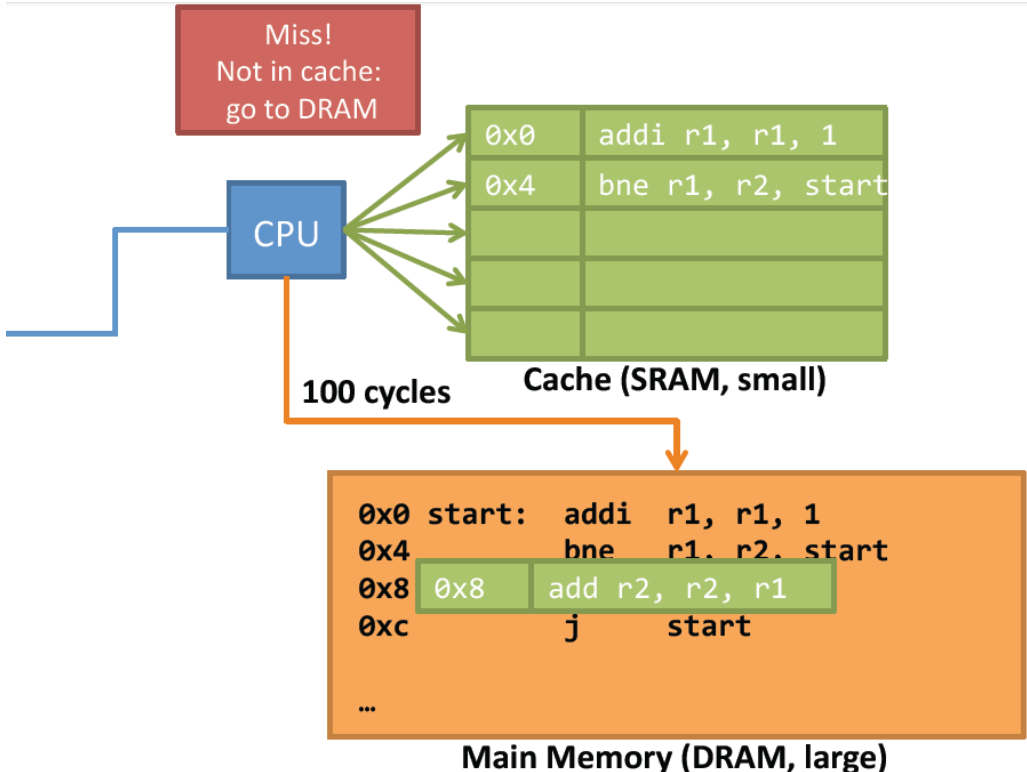 Miss!
Not in cache:
go to DRAM
0x0 addi r1, r1, 1
0x4 bne r1, r2, start
CPU
Cache (SRAM, small)
100 cycles
0x0 start: addi r1, r1, 1
0x4 bne r1, r2, start
0x8 0x8 add r2, r2, r1
0xc j start
…
Main Memory (DRAM, large)